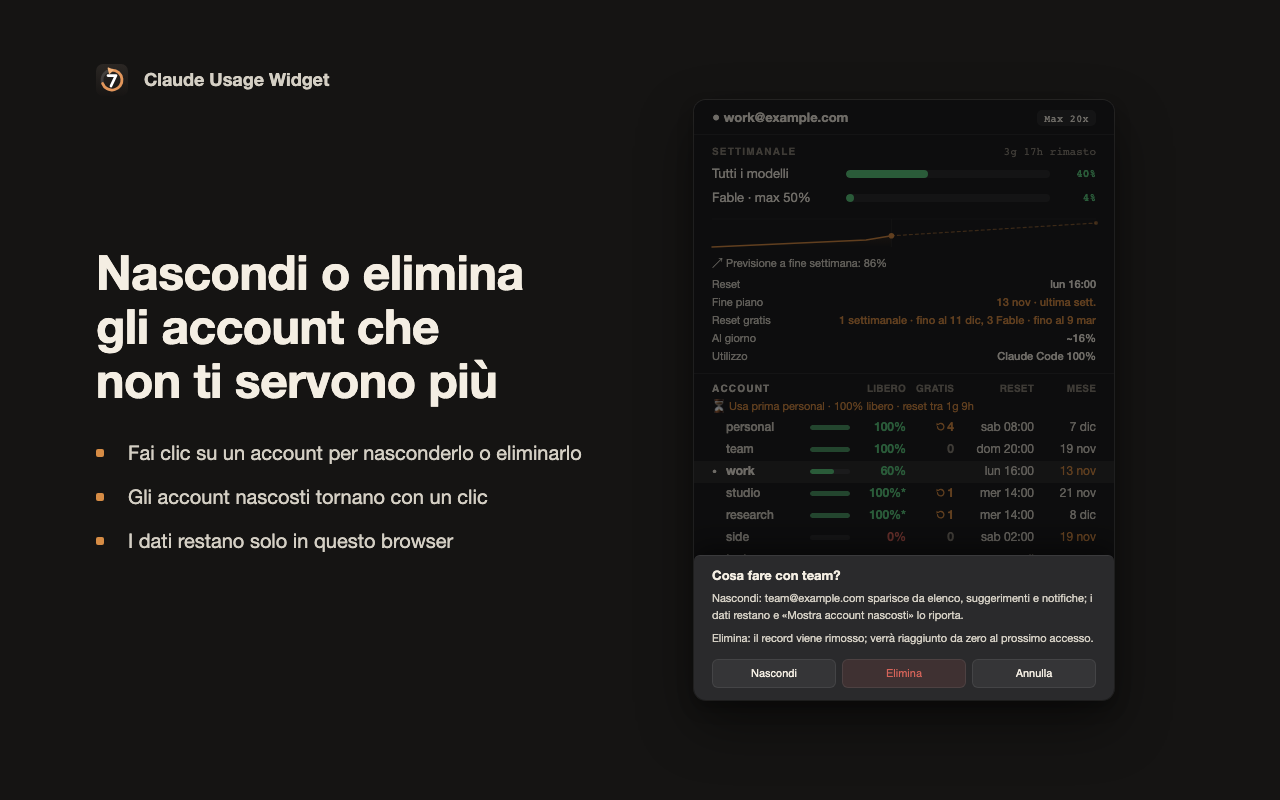 7 Claude Usage Widget
Nascondi o elimina
gli account che
non ti servono più
Fai clic su un account per nasconderlo o eliminarlo
Gli account nascosti tornano con un clic
I dati restano solo in questo browser
work@example.com Max 20x
SETTIMANALE 3g 17h rimasto
Tutti i modelli 40%
Fable · max 50% 4%
Previsione a fine settimana: 86%
Reset lun 16:00
Fine piano 13 nov · ultima sett.
Reset gratis 1 settimanale · fino al 11 dic, 3 Fable · fino al 9 mar
Al giorno ~16%
Utilizzo Claude Code 100%
ACCOUNT LIBERO GRATIS RESET MESE
Usa prima personal · 100% libero · reset tra 1g 9h
personal 100% 4 sab 08:00 7 dic
team 100% 0 dom 20:00 19 nov
work 60% lun 16:00 13 nov
studio 100%* 1 mer 14:00 21 nov
research 100%* 1 mer 14:00 8 dic
side 0% 0 sab 02:00 19 nov
Cosa fare con team?
Nascondi: team@example.com sparisce da elenco, suggerimenti e notifiche; i
dati restano e «Mostra account nascosti» lo riporta.
Elimina: il record viene rimosso; verrà riaggiunto da zero al prossimo accesso.
Nascondi Elimina Annulla